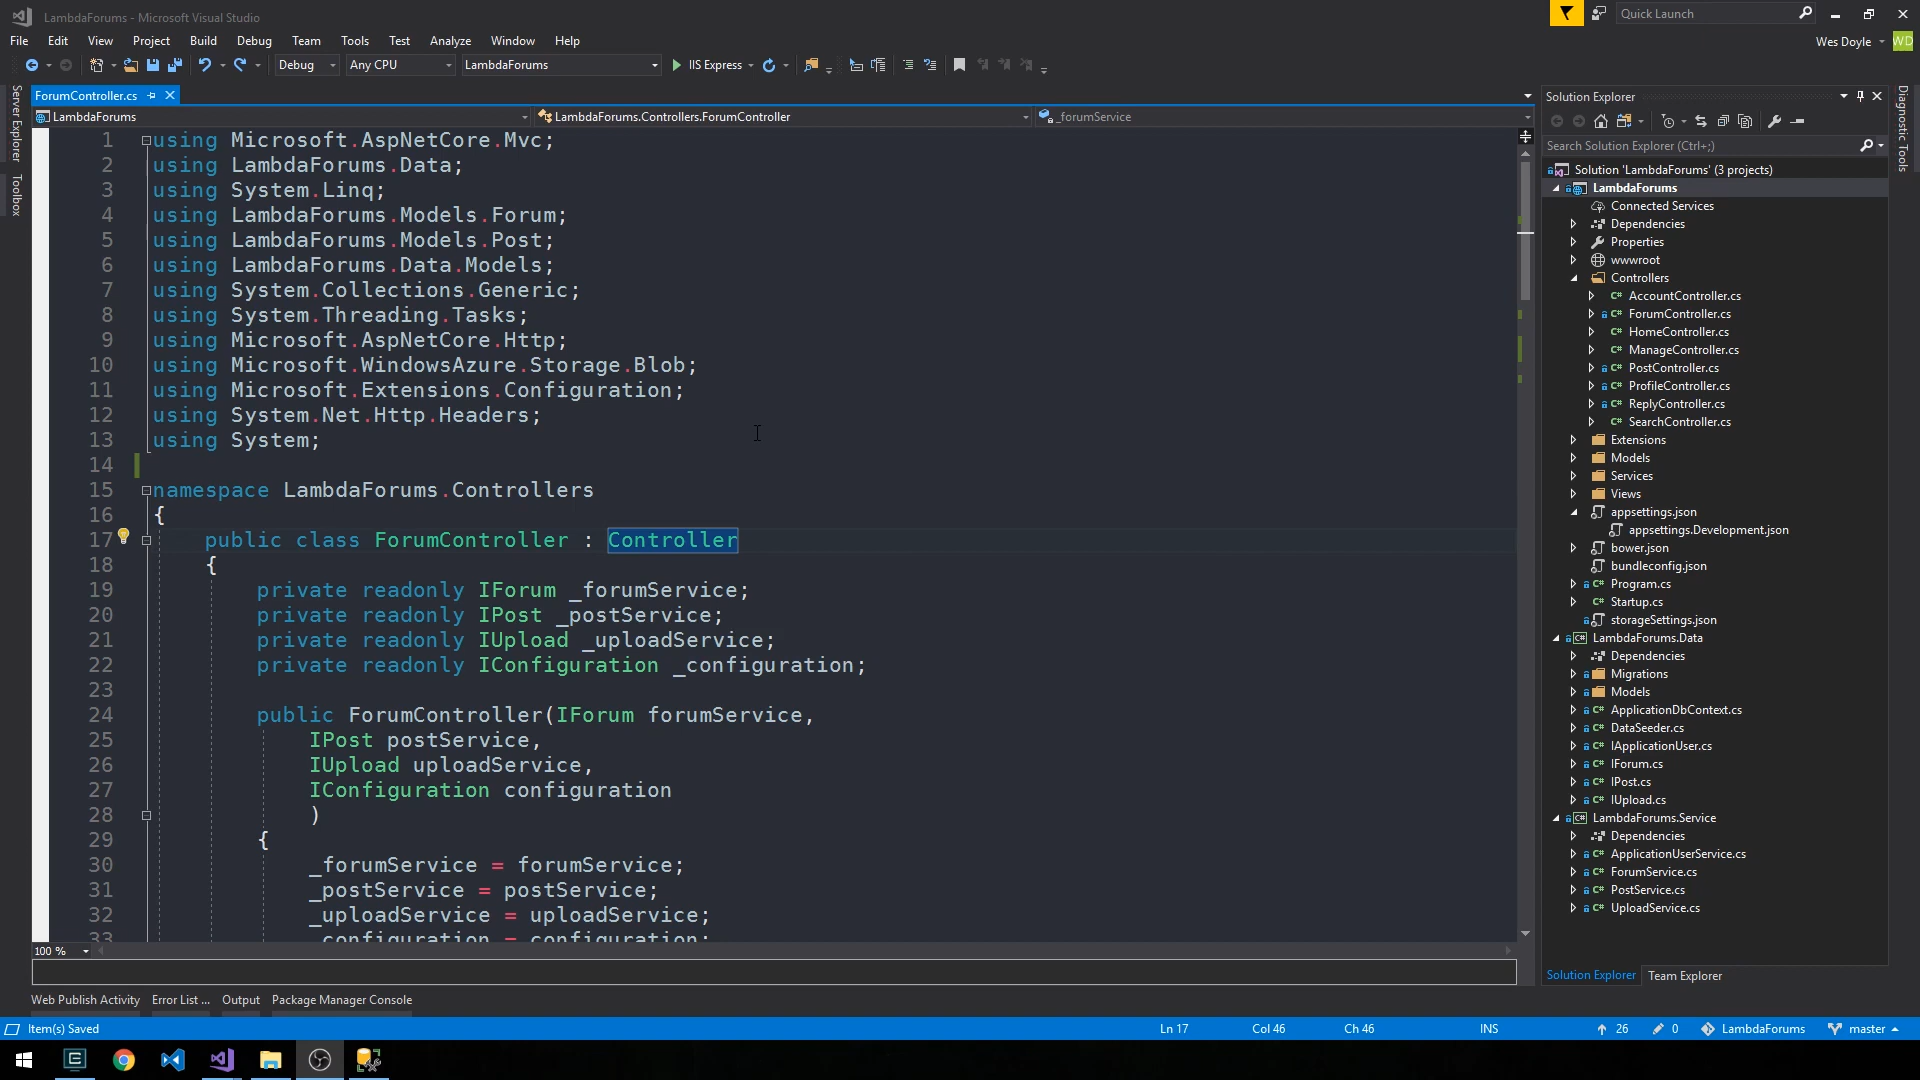 LambdaForums - Microsoft Visual Studio
Quick Launch
File Edit View Project Build Debug Team Tools Test Analyze Window Help
Wes Doyle WD
Debug Any CPU LambdaForums IIS Express
Server Explorer
Toolbox
ForumController.cs
LambdaForums LambdaForums.Controllers.ForumController _forumService
1 using Microsoft.AspNetCore.Mvc;
2 using LambdaForums.Data;
3 using System.Linq;
4 using LambdaForums.Models.Forum;
5 using LambdaForums.Models.Post;
6 using LambdaForums.Data.Models;
7 using System.Collections.Generic;
8 using System.Threading.Tasks;
9 using Microsoft.AspNetCore.Http;
10 using Microsoft.WindowsAzure.Storage.Blob;
11 using Microsoft.Extensions.Configuration;
12 using System.Net.Http.Headers;
13 using System;
14
15 namespace LambdaForums.Controllers
16 {
17 public class ForumController : Controller
18 {
19 private readonly IForum _forumService;
20 private readonly IPost _postService;
21 private readonly IUpload _uploadService;
22 private readonly IConfiguration _configuration;
23
24 public ForumController(IForum forumService,
25 IPost postService,
26 IUpload uploadService,
27 IConfiguration configuration
28 )
29 {
30 _forumService = forumService;
31 _postService = postService;
32 _uploadService = uploadService;
33 _configuration = configuration;
100 %
Solution Explorer
Search Solution Explorer (Ctrl+;)
Solution 'LambdaForums' (3 projects)
LambdaForums
Connected Services
Dependencies
Properties
wwwroot
Controllers
C# AccountController.cs
C# ForumController.cs
C# HomeController.cs
C# ManageController.cs
C# PostController.cs
C# ProfileController.cs
C# ReplyController.cs
C# SearchController.cs
Extensions
Models
Services
Views
appsettings.json
appsettings.Development.json
bower.json
bundleconfig.json
C# Program.cs
C# Startup.cs
storageSettings.json
C# LambdaForums.Data
Dependencies
Migrations
Models
C# ApplicationDbContext.cs
C# DataSeeder.cs
C# IApplicationUser.cs
C# IForum.cs
C# IPost.cs
C# IUpload.cs
C# LambdaForums.Service
Dependencies
C# ApplicationUserService.cs
C# ForumService.cs
C# PostService.cs
C# UploadService.cs
Solution Explorer Team Explorer
Diagnostic Tools
Web Publish Activity Error List ... Output Package Manager Console
Item(s) Saved Ln 17 Col 46 Ch 46 INS 26 0 LambdaForums master